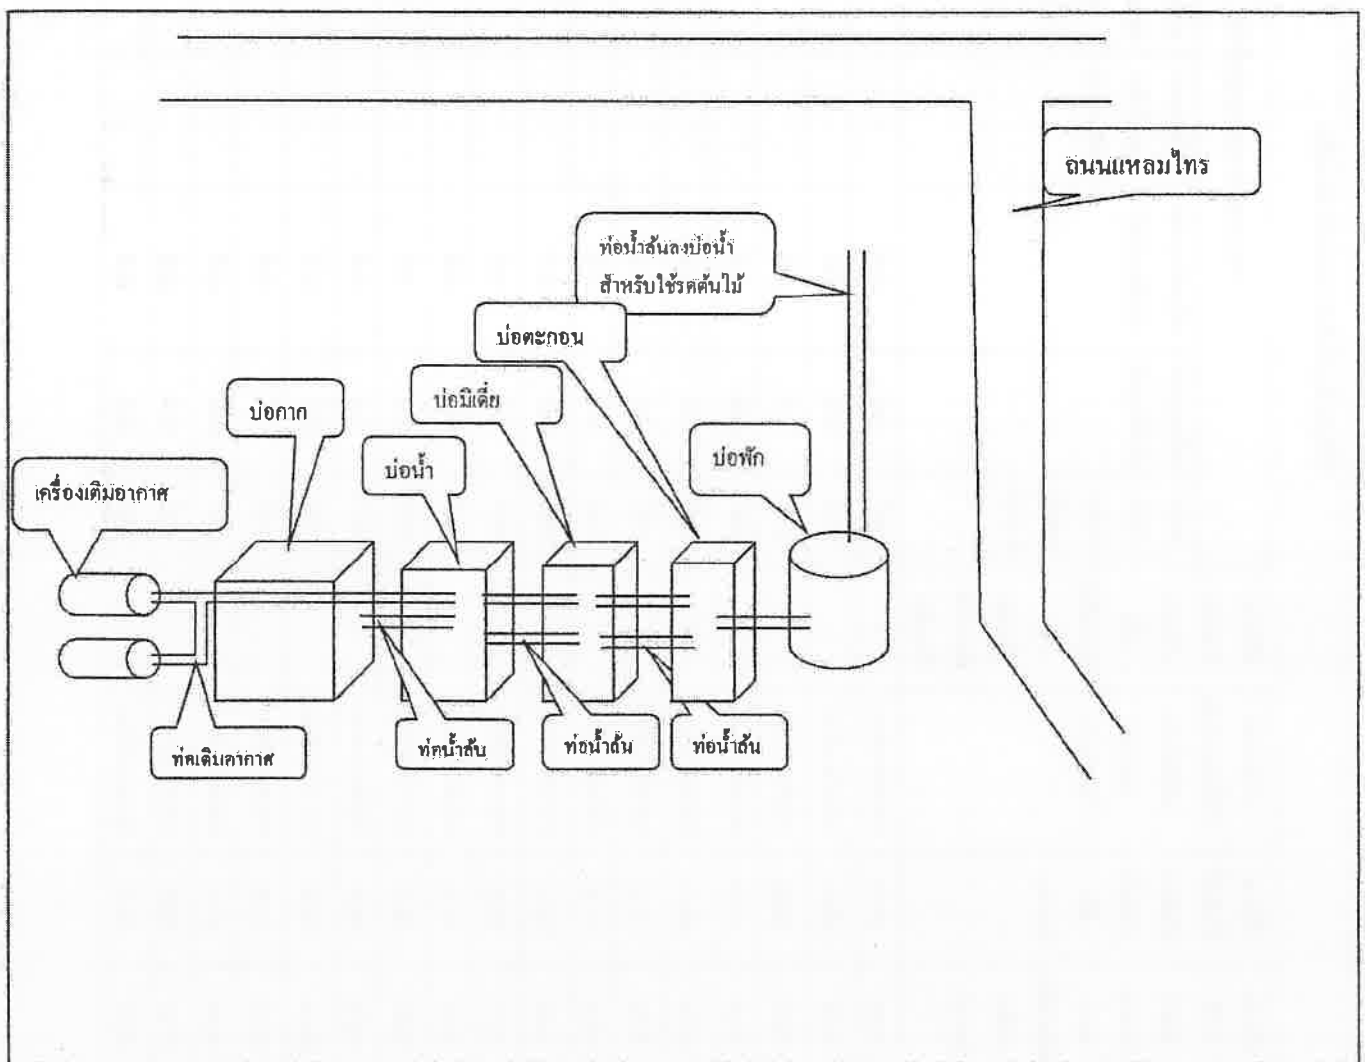 ถนนแหลมไทร
ท่อน้ำล้นลงบ่อน้ำ
สำหรับใช้รดต้นไม้
บ่อตะกอน
บ่อมีเดี่ย
บ่อกาก
บ่อน้ำ
บ่อพัก
เครื่องเติมอากาศ
ท่อเติมอากาศ
ท่อน้ำล้น
ท่อน้ำล้น
ท่อน้ำล้น